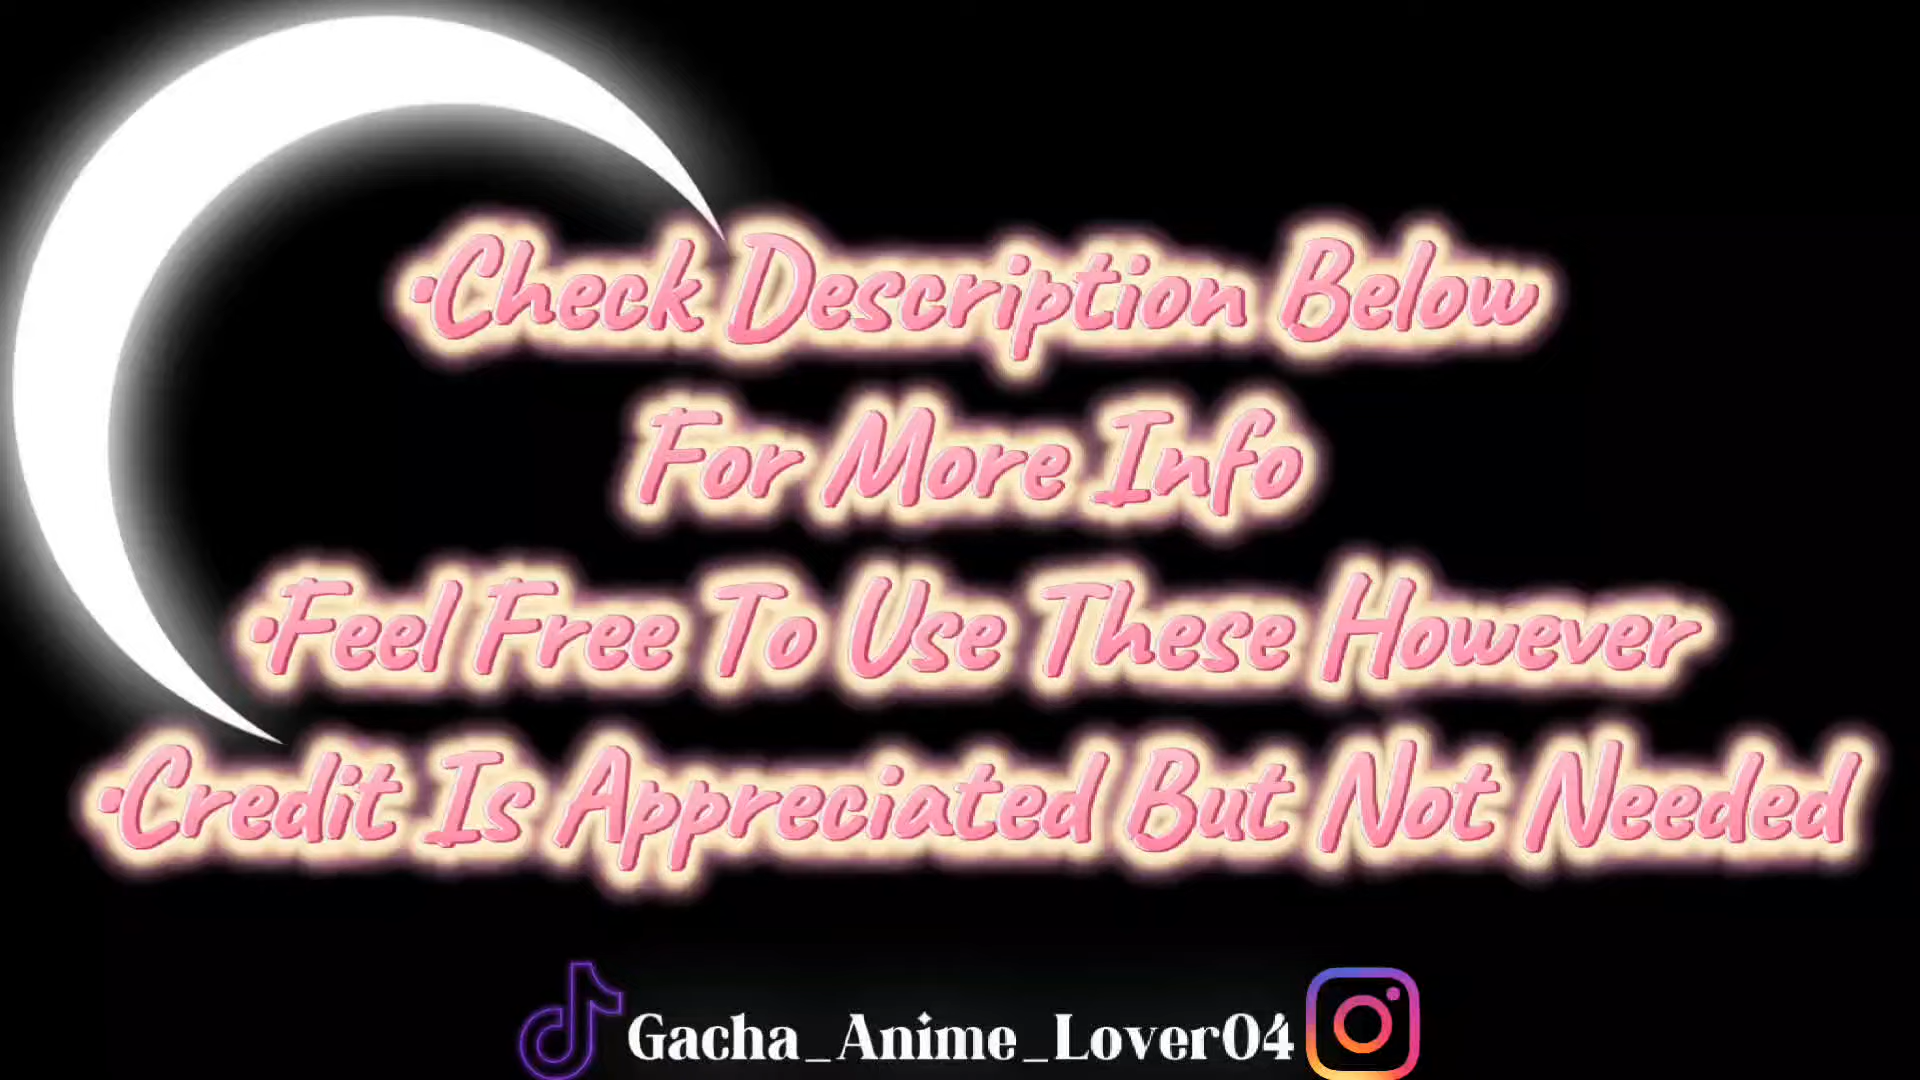 ·Check Description Below
For More Info
·Feel Free To Use These However
·Credit Is Appreciated But Not Needed
Gacha_Anime_Lover04